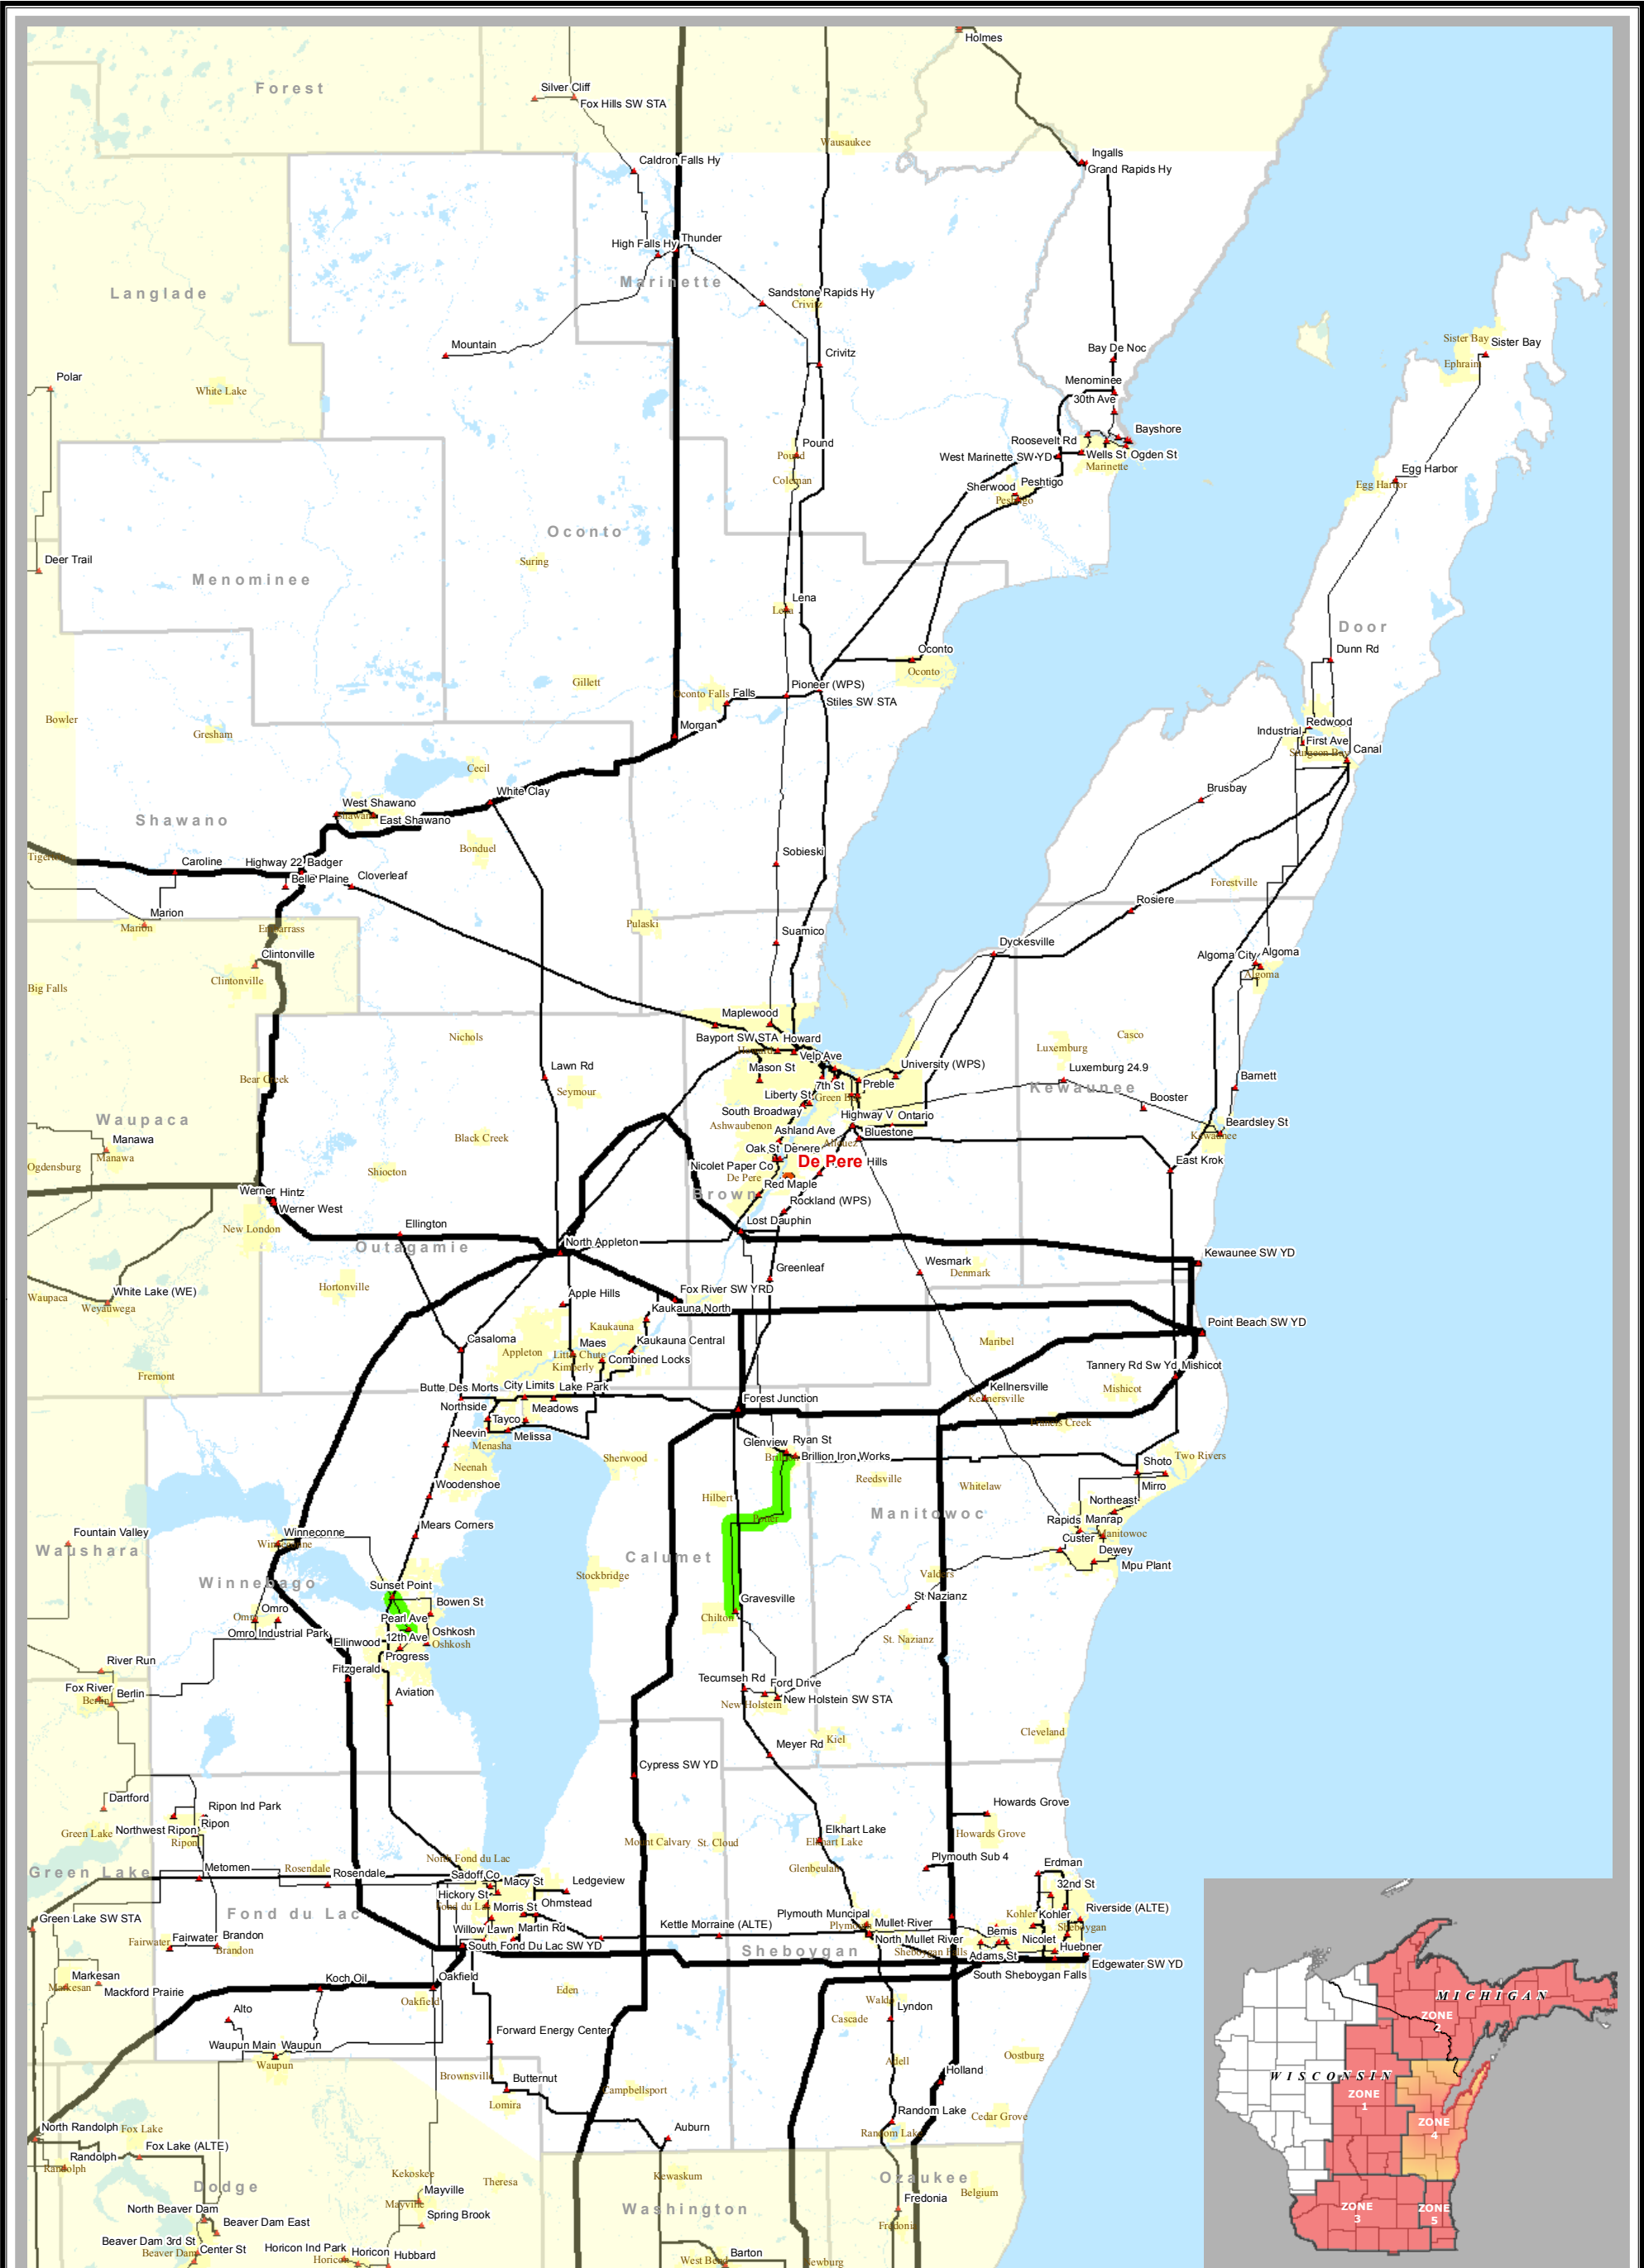 Holmes
Forest
Silver Cliff
Fox Hills SW STA
Wausaukee
Ingalls
Grand Rapids Hy
Caldron Falls Hy
High Falls Hy
Thunder
Marinette
Langlade
Sandstone Rapids Hy
Crivitz
Mountain
Crivitz
Bay De Noc
Sister Bay
Sister Bay
Ephraim
Polar
White Lake
Menominee
30th Ave
Bayshore
Roosevelt Rd
Pound
Pound
West Marinette SW YD
Wells St
Ogden St
Marinette
Coleman
Sherwood
Peshtigo
Peshtigo
Egg Harbor
Egg Harbor
Oconto
Suring
Deer Trail
Menominee
Lena
Lena
Door
Dunn Rd
Oconto
Oconto
Gillett
Oconto Falls
Falls
Pioneer (WPS)
Stiles SW STA
Bowler
Gresham
Morgan
Redwood
Industrial
First Ave
Sturgeon Bay
Canal
Cecil
White Clay
Brusbay
West Shawano
Shawano
East Shawano
Shawano
Bonduel
Sobieski
Tigerton
Caroline
Highway 22
Badger
Belle Plaine
Cloverleaf
Forestville
Rosiere
Marion
Marion
Embarrass
Pulaski
Suamico
Dyckesville
Clintonville
Clintonville
Algoma City
Algoma
Algoma
Big Falls
Maplewood
Nichols
Bayport SW STA
Howard
Howard
Velp Ave
Casco
Luxemburg
Lawn Rd
Seymour
Mason St
7th St
Preble
University (WPS)
Luxemburg 24.9
Kewaunee
Barnett
Bear Creek
Liberty St
Green Bay
South Broadway
Highway V
Ontario
Booster
Waupaca
Ashwaubenon
Ashland Ave
Bluestone
Beardsley St
Kewaunee
Manawa
Manawa
Black Creek
Allouez
Oak St
Depere
De Pere
Hills
Ogdensburg
Shiocton
Nicolet Paper Co
De Pere
Red Maple
East Krok
Werner
Hintz
Werner West
Brown
Rockland (WPS)
New London
Ellington
Outagamie
North Appleton
Lost Dauphin
Kewaunee SW YD
Greenleaf
Wesmark
Denmark
Hortonville
White Lake (WE)
Waupaca
Weyauwega
Apple Hills
Fox River SW YRD
Kaukauna North
Kaukauna
Point Beach SW YD
Casaloma
Appleton
Maes
Little Chute
Kimberly
Kaukauna Central
Combined Locks
Maribel
Fremont
Tannery Rd Sw Yd
Mishicot
Mishicot
Butte Des Morts
City Limits
Lake Park
Northside
Meadows
Forest Junction
Kellnersville
Kellnersville
Tayco
Neevin
Melissa
Menasha
Francis Creek
Glenview
Ryan St
Brillion
Brillion Iron Works
Two Rivers
Neenah
Sherwood
Shoto
Woodenshoe
Reedsville
Whitelaw
Mirro
Hilbert
Potter
Manitowoc
Northeast
Fountain Valley
Mears Corners
Rapids
Manrap
Manitowoc
Winneconne
Winneconne
Waushara
Calumet
Custer
Dewey
Mpu Plant
Winnebago
Stockbridge
Valders
Sunset Point
Bowen St
Gravesville
St Nazianz
Omro
Omro
Pearl Ave
Chilton
Omro Industrial Park
12th Ave
Oshkosh
Oshkosh
Ellinwood
Progress
St. Nazianz
River Run
Fitzgerald
Fox River
Berlin
Berlin
Aviation
Tecumseh Rd
Ford Drive
New Holstein
New Holstein SW STA
Kiel
Cleveland
Meyer Rd
Cypress SW YD
Dartford
Ripon Ind Park
Ripon
Northwest Ripon
Ripon
Green Lake
Howards Grove
Howards Grove
Elkhart Lake
Elkhart Lake
Mount Calvary
St. Cloud
North Fond du Lac
Glenbeulah
Plymouth Sub 4
Green Lake
Metomen
Rosendale
Rosendale
Sadoff Co
Macy St
Ledgeview
Erdman
32nd St
Hickory St
Morris St
Ohmstead
Fond du Lac
Green Lake SW STA
Fond du Lac
Willow Lawn
Martin Rd
Kettle Morraine (ALTE)
Plymouth Muncipal
Plymouth
Mullet River
Kohler
Kohler
Riverside (ALTE)
Sheboygan
Fairwater
Fairwater
Brandon
Brandon
South Fond Du Lac SW YD
Sheboygan
North Mullet River
Bemis
Nicolet
Huebner
Sheboygan Falls
Adams St
Edgewater SW YD
South Sheboygan Falls
Markesan
Markesan
Mackford Prairie
Koch Oil
Oakfield
Oakfield
Eden
Waldo
Lyndon
Cascade
Alto
Forward Energy Center
Waupun Main
Waupun
Waupun
Adell
Oostburg
Brownsville
Butternut
Lomira
Campbellsport
Holland
Random Lake
Random Lake
Cedar Grove
North Randolph
Fox Lake
Auburn
Randolph
Randolph
Fox Lake (ALTE)
Kekoskee
Theresa
Kewaskum
Ozaukee
Belgium
Dodge
Mayville
Mayville
Washington
Fredonia
Fredonia
North Beaver Dam
Beaver Dam East
Spring Brook
Beaver Dam 3rd St
Center St
Beaver Dam
Horicon Ind Park
Horicon
Horicon
Hubbard
West Bend
Barton
Newburg
MICHIGAN
ZONE
2
WISCONSIN
ZONE
1
ZONE
4
ZONE
3
ZONE
5